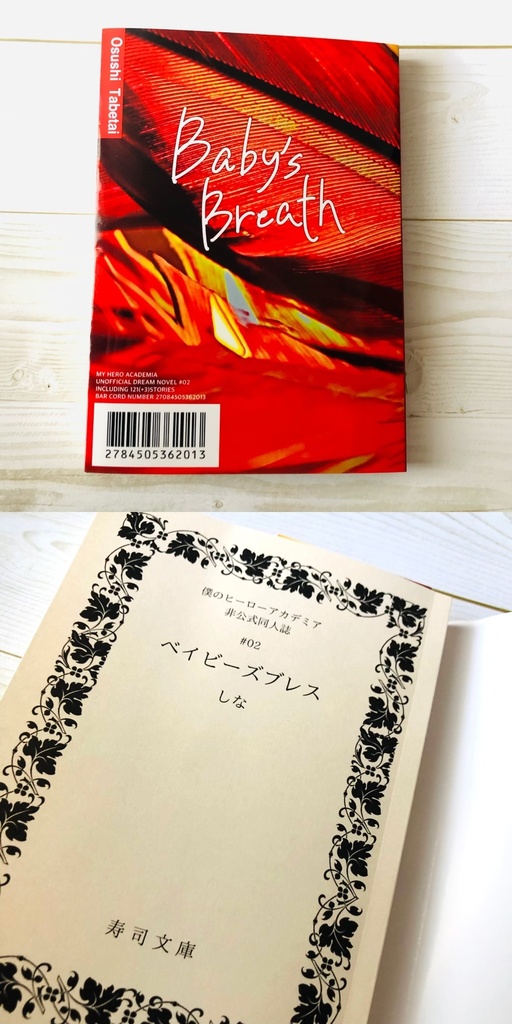 Osushi Tabetai
Baby's
Breath
MY HERO ACADEMIA
UNOFFICIAL DREAM NOVEL #02
INCLUDING 121(+3)STORIES
BAR CORD NUMBER 2784505362013
2784505362013
僕のヒーローアカデミア
非公式同人誌
#02
ベイビーズブレス
しな
寿司文庫